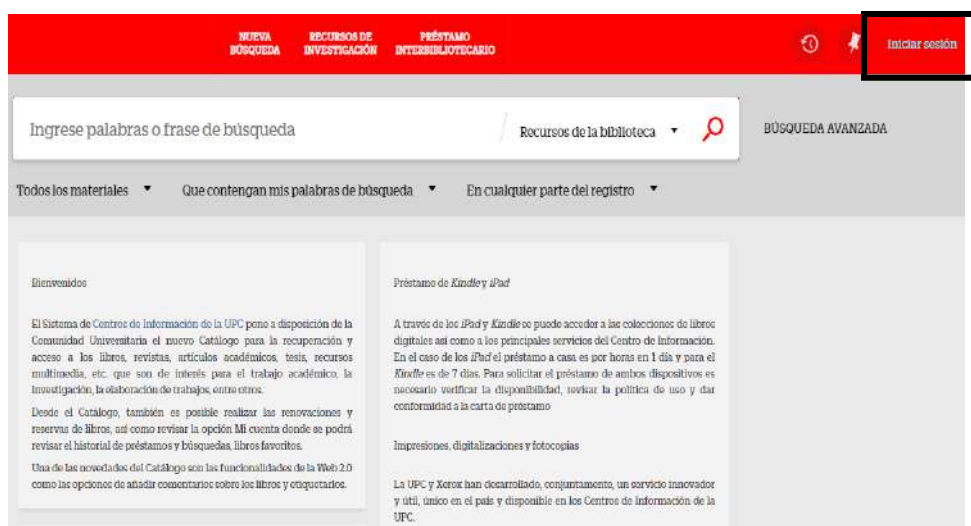 NUEVA BÚSQUEDA
RECURSOS DE INVESTIGACIÓN
PRÉSTAMO INTERBIBLIOTECARIO
Iniciar sesión
Ingrese palabras o frase de búsqueda
Recursos de la biblioteca
BÚSQUEDA AVANZADA
Todos los materiales
Que contengan mis palabras de búsqueda
En cualquier parte del registro
Bienvenidos
El Sistema de Centros de Información de la UPC pone a disposición de la
Comunidad Universitaria el nuevo Catálogo para la recuperación y
acceso a los libros, revistas, artículos académicos, tesis, recursos
multimedia, etc. que son de interés para el trabajo académico, la
investigación, la elaboración de trabajos, entre otros.
Desde el Catálogo, también es posible realizar las renovaciones y
reservas de libros, así como revisar la opción Mi cuenta donde se podrá
revisar el historial de préstamos y búsquedas, libros favoritos.
Una de las novedades del Catálogo son las funcionalidades de la Web 2.0
como las opciones de añadir comentarios sobre los libros y etiquetarlos.
Préstamo de Kindle y iPad
A través de los iPad y Kindle se puede acceder a las colecciones de libros
digitales así como a los principales servicios del Centro de Información.
En el caso de los iPad el préstamo a casa es por horas en 1 día y para el
Kindle es de 7 días. Para solicitar el préstamo de ambos dispositivos es
necesario verificar la disponibilidad, revisar la política de uso y dar
conformidad a la carta de préstamo
Impresiones, digitalizaciones y fotocopias
La UPC y Xerox han desarrollado, conjuntamente, un servicio innovador
y útil, único en el país y disponible en los Centros de Información de la
UPC.